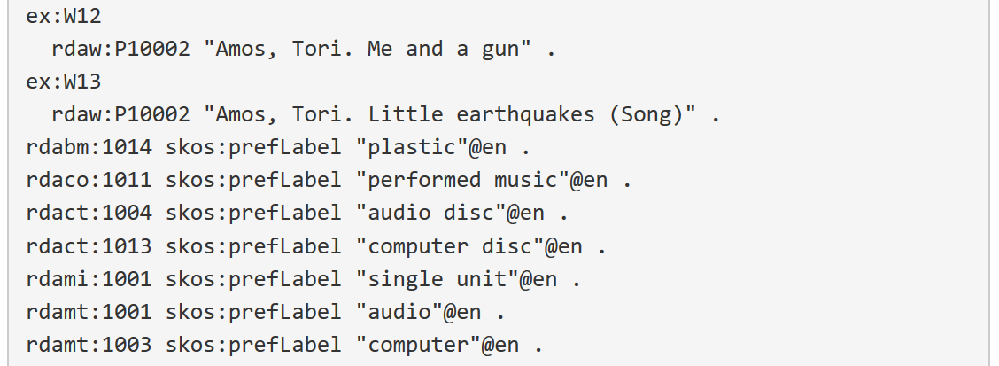 ex:W12
  rdaw:P10002 "Amos, Tori. Me and a gun" .
ex:W13
  rdaw:P10002 "Amos, Tori. Little earthquakes (Song)" .
rdabm:1014 skos:prefLabel "plastic"@en .
rdaco:1011 skos:prefLabel "performed music"@en .
rdact:1004 skos:prefLabel "audio disc"@en .
rdact:1013 skos:prefLabel "computer disc"@en .
rdami:1001 skos:prefLabel "single unit"@en .
rdamt:1001 skos:prefLabel "audio"@en .
rdamt:1003 skos:prefLabel "computer"@en .